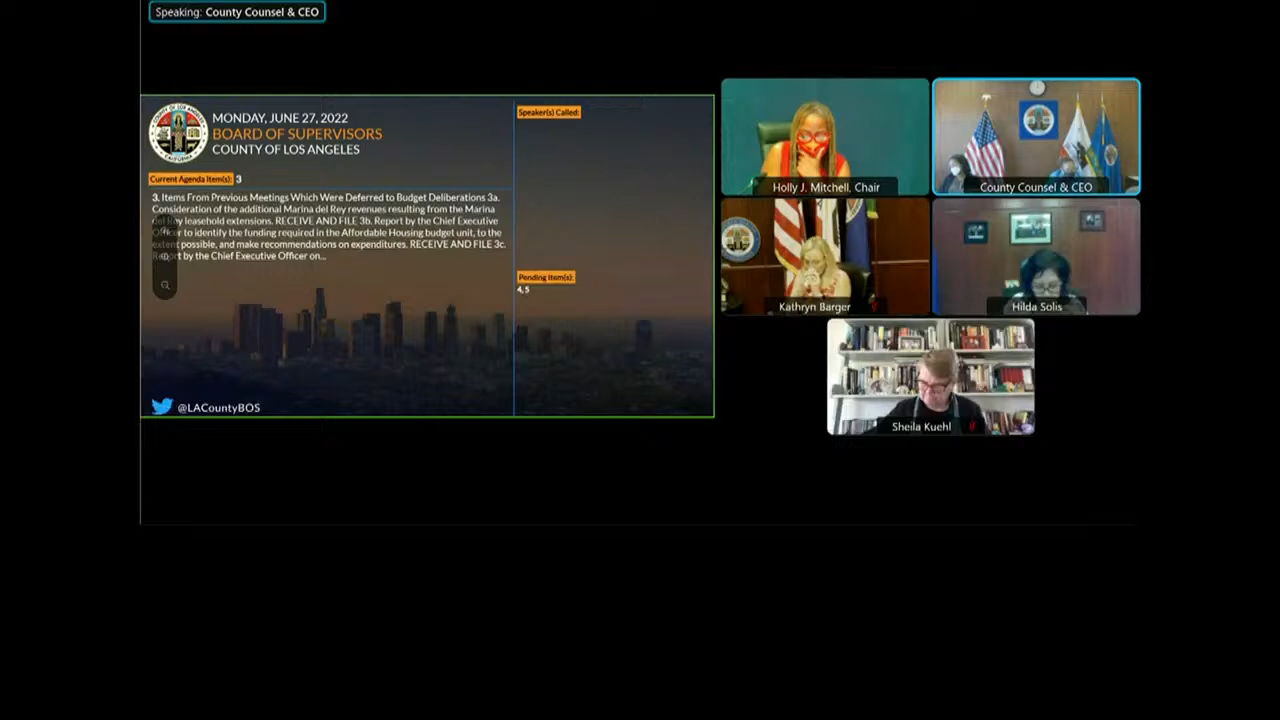 Speaking: County Counsel & CEO
MONDAY, JUNE 27, 2022
BOARD OF SUPERVISORS
COUNTY OF LOS ANGELES
Current Agenda Item(s): 3
3. Items From Previous Meetings Which Were Deferred to Budget Deliberations 3a.
Consideration of the additional Marina del Rey revenues resulting from the Marina
del Rey leasehold extensions. RECEIVE AND FILE 3b. Report by the Chief Executive
Officer to identify the funding required in the Affordable Housing budget unit, to the
extent possible, and make recommendations on expenditures. RECEIVE AND FILE 3c.
Report by the Chief Executive Officer on...
@LACountyBOS
Speaker(s) Called:
Pending Item(s):
4, 5
Holly J. Mitchell, Chair
County Counsel & CEO
Kathryn Barger
Hilda Solis
Sheila Kuehl